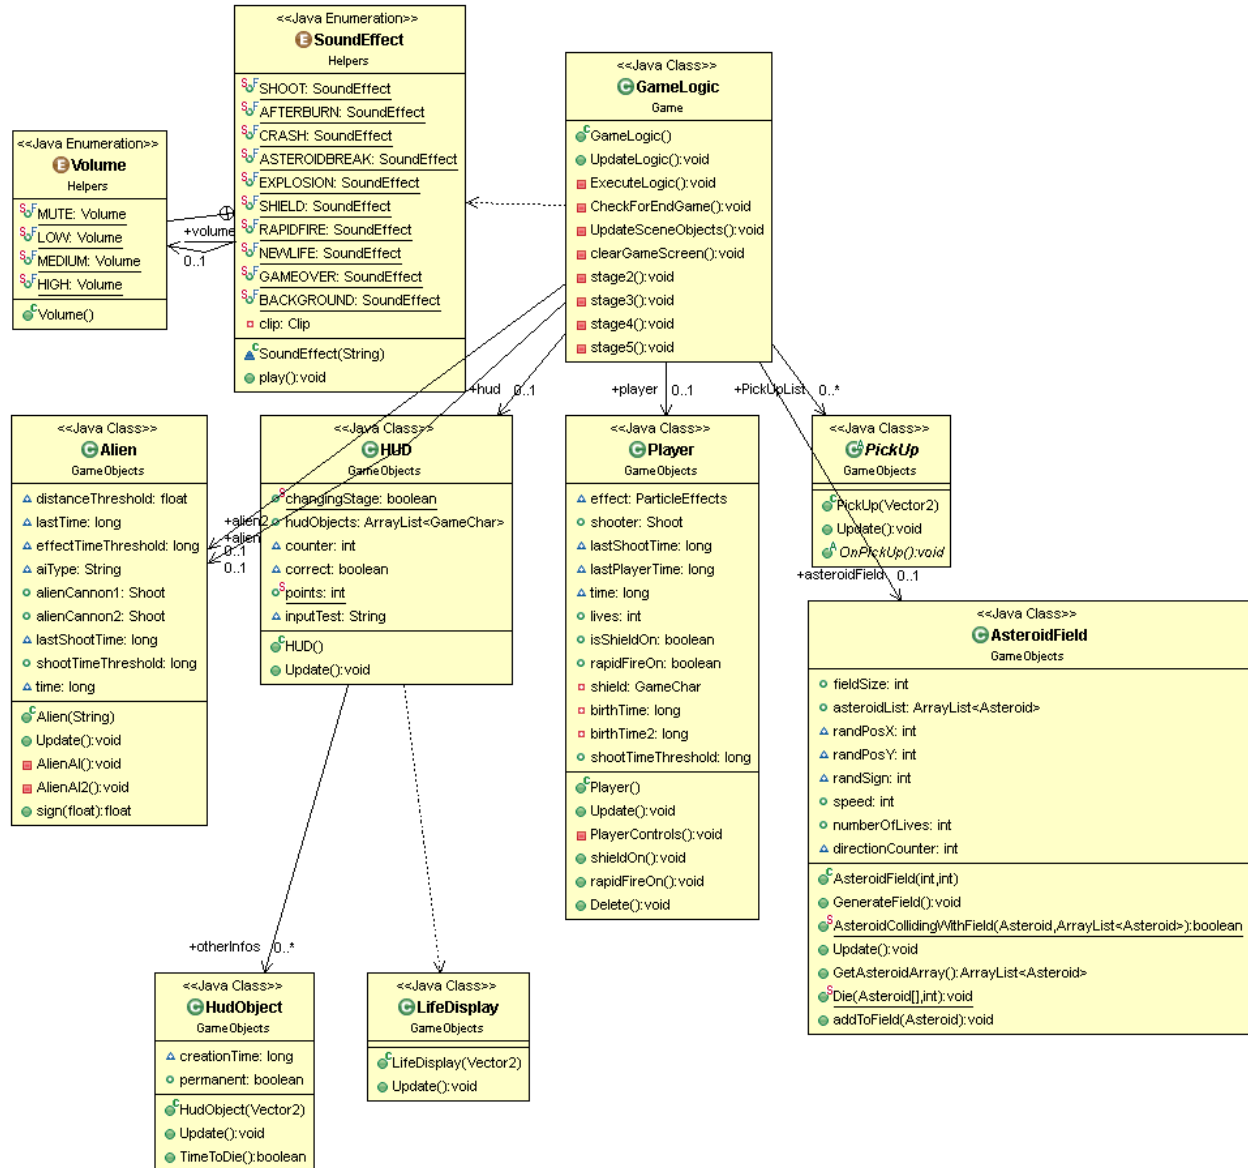 <<Java Enumeration>>
SoundEffect
Helpers
SHOOT: SoundEffect
AFTERBURN: SoundEffect
CRASH: SoundEffect
ASTEROIDBREAK: SoundEffect
EXPLOSION: SoundEffect
SHIELD: SoundEffect
RAPIDFIRE: SoundEffect
NEWLIFE: SoundEffect
GAMEOVER: SoundEffect
BACKGROUND: SoundEffect
clip: Clip
SoundEffect(String)
play():void
<<Java Class>>
GameLogic
Game
GameLogic()
UpdateLogic():void
ExecuteLogic():void
CheckForEndGame():void
UpdateSceneObjects():void
clearGameScreen():void
stage2():void
stage3():void
stage4():void
stage5():void
<<Java Enumeration>>
Volume
Helpers
MUTE: Volume
LOW: Volume
MEDIUM: Volume
HIGH: Volume
Volume()
+volume
0..1
+hud 0..1
+player 0..1
+PickUpList 0..*
<<Java Class>>
Alien
GameObjects
distanceThreshold: float
lastTime: long
effectTimeThreshold: long
aiType: String
alienCannon1: Shoot
alienCannon2: Shoot
lastShootTime: long
shootTimeThreshold: long
time: long
Alien(String)
Update():void
AlienAI():void
AlienAI2():void
sign(float):float
+alien2
+alien
0..1
0..1
<<Java Class>>
HUD
GameObjects
changingStage: boolean
hudObjects: ArrayList<GameChar>
counter: int
correct: boolean
points: int
inputTest: String
HUD()
Update():void
<<Java Class>>
Player
GameObjects
effect: ParticleEffects
shooter: Shoot
lastShootTime: long
lastPlayerTime: long
time: long
lives: int
isShieldOn: boolean
rapidFireOn: boolean
shield: GameChar
birthTime: long
birthTime2: long
shootTimeThreshold: long
Player()
Update():void
PlayerControls():void
shieldOn():void
rapidFireOn():void
Delete():void
<<Java Class>>
PickUp
GameObjects
PickUp(Vector2)
Update():void
OnPickUp():void
+asteroidField 0..1
<<Java Class>>
AsteroidField
GameObjects
fieldSize: int
asteroidList: ArrayList<Asteroid>
randPosX: int
randPosY: int
randSign: int
speed: int
numberOfLives: int
directionCounter: int
AsteroidField(int,int)
GenerateField():void
AsteroidCollidingWithField(Asteroid,ArrayList<Asteroid>):boolean
Update():void
GetAsteroidArray():ArrayList<Asteroid>
Die(Asteroid[],int):void
addToField(Asteroid):void
+otherInfos 0..*
<<Java Class>>
HudObject
GameObjects
creationTime: long
permanent: boolean
HudObject(Vector2)
Update():void
TimeToDie():boolean
<<Java Class>>
LifeDisplay
GameObjects
LifeDisplay(Vector2)
Update():void